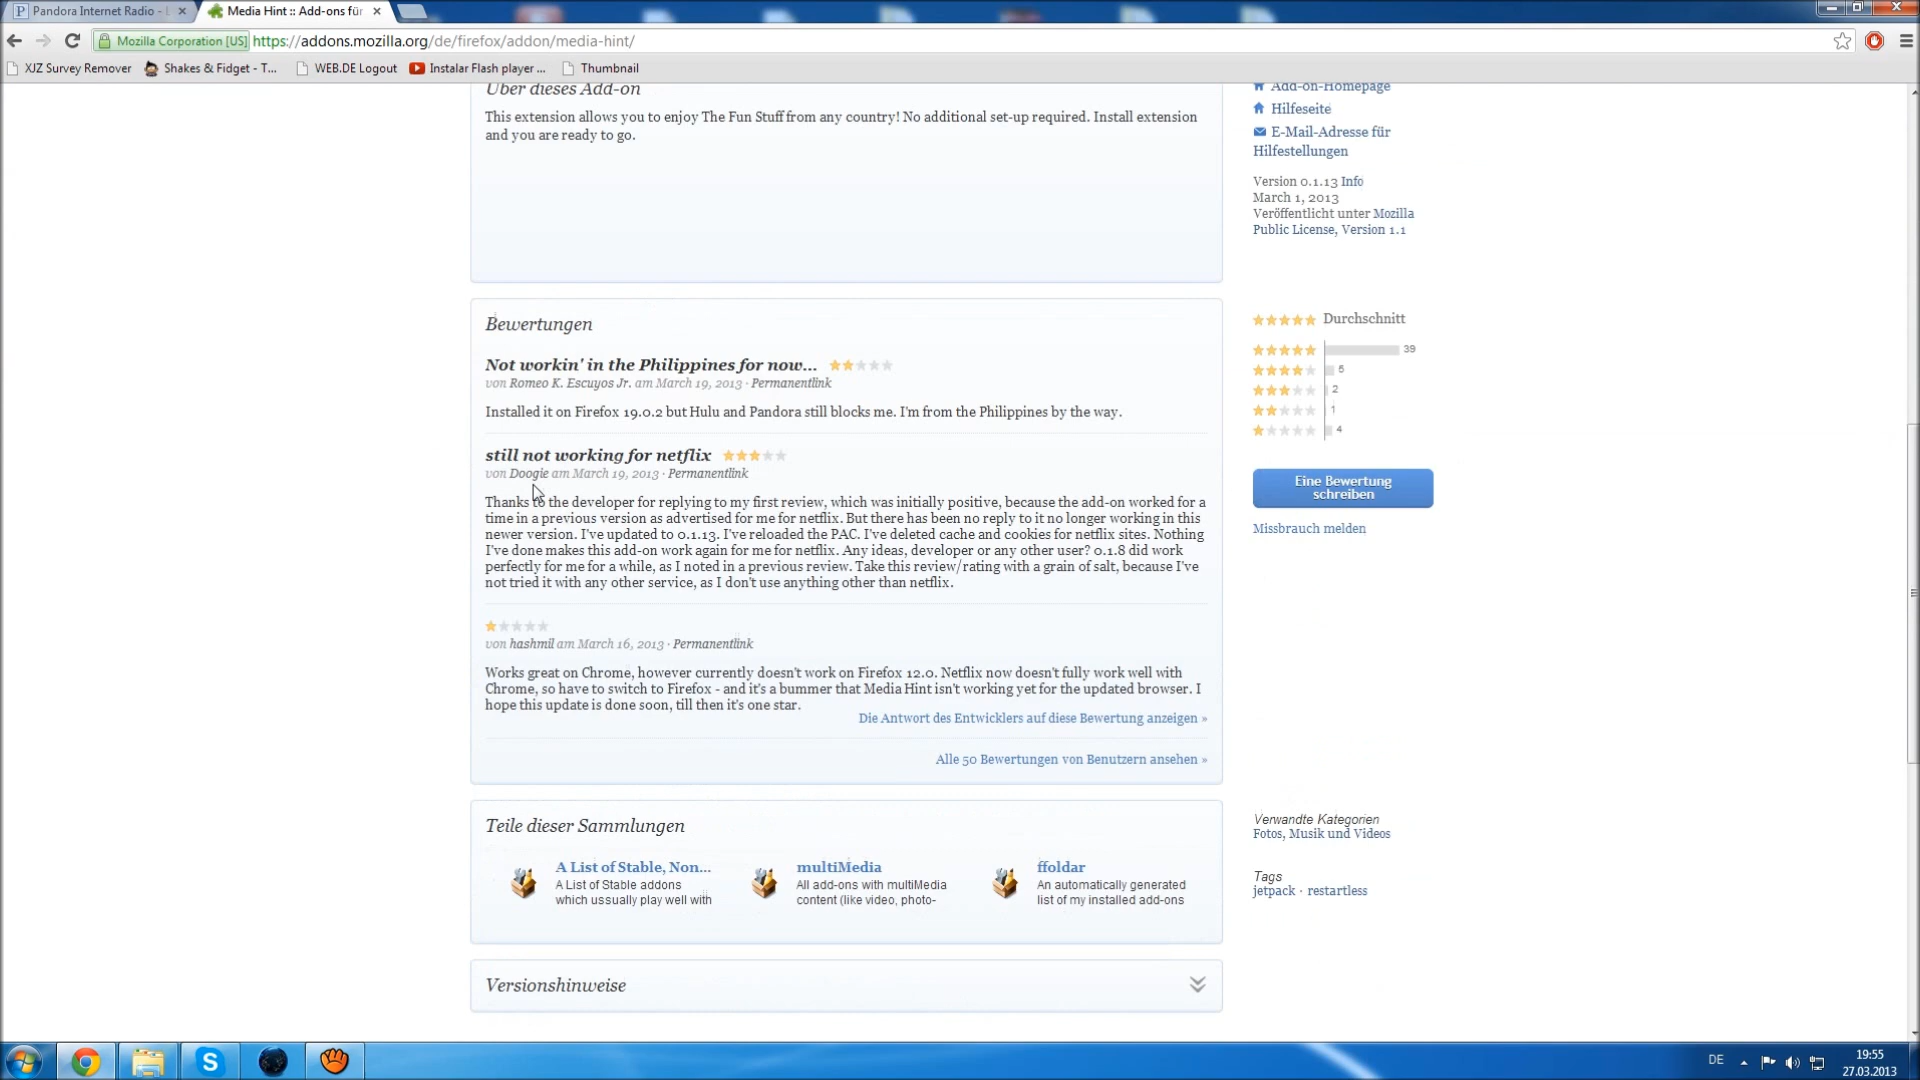 Pandora Internet Radio - L
Media Hint :: Add-ons für
Mozilla Corporation [US] https://addons.mozilla.org/de/firefox/addon/media-hint/
XJZ Survey Remover
Shakes & Fidget - T...
WEB.DE Logout
Instalar Flash player ...
Thumbnail
Über dieses Add-on
This extension allows you to enjoy The Fun Stuff from any country! No additional set-up required. Install extension
and you are ready to go.
Add-on-Homepage
Hilfeseite
E-Mail-Adresse für
Hilfestellungen
Version 0.1.13 Info
March 1, 2013
Veröffentlicht unter Mozilla
Public License, Version 1.1
Bewertungen
Not workin' in the Philippines for now...
von Romeo K. Escuyos Jr. am March 19, 2013 · Permanentlink
Installed it on Firefox 19.0.2 but Hulu and Pandora still blocks me. I'm from the Philippines by the way.
still not working for netflix
von Doogie am March 19, 2013 · Permanentlink
Thanks to the developer for replying to my first review, which was initially positive, because the add-on worked for a
time in a previous version as advertised for me for netflix. But there has been no reply to it no longer working in this
newer version. I've updated to 0.1.13. I've reloaded the PAC. I've deleted cache and cookies for netflix sites. Nothing
I've done makes this add-on work again for me for netflix. Any ideas, developer or any other user? 0.1.8 did work
perfectly for me for a while, as I noted in a previous review. Take this review/rating with a grain of salt, because I've
not tried it with any other service, as I don't use anything other than netflix.
von hashmil am March 16, 2013 · Permanentlink
Works great on Chrome, however currently doesn't work on Firefox 12.0. Netflix now doesn't fully work well with
Chrome, so have to switch to Firefox - and it's a bummer that Media Hint isn't working yet for the updated browser. I
hope this update is done soon, till then it's one star.
Die Antwort des Entwicklers auf diese Bewertung anzeigen »
Alle 50 Bewertungen von Benutzern ansehen »
Durchschnitt
39
5
2
1
4
Eine Bewertung
schreiben
Missbrauch melden
Teile dieser Sammlungen
A List of Stable, Non...
A List of Stable addons
which ussually play well with
multiMedia
All add-ons with multiMedia
content (like video, photo-
ffoldar
An automatically generated
list of my installed add-ons
Verwandte Kategorien
Fotos, Musik und Videos
Tags
jetpack · restartless
Versionshinweise
DE
19:55
27.03.2013